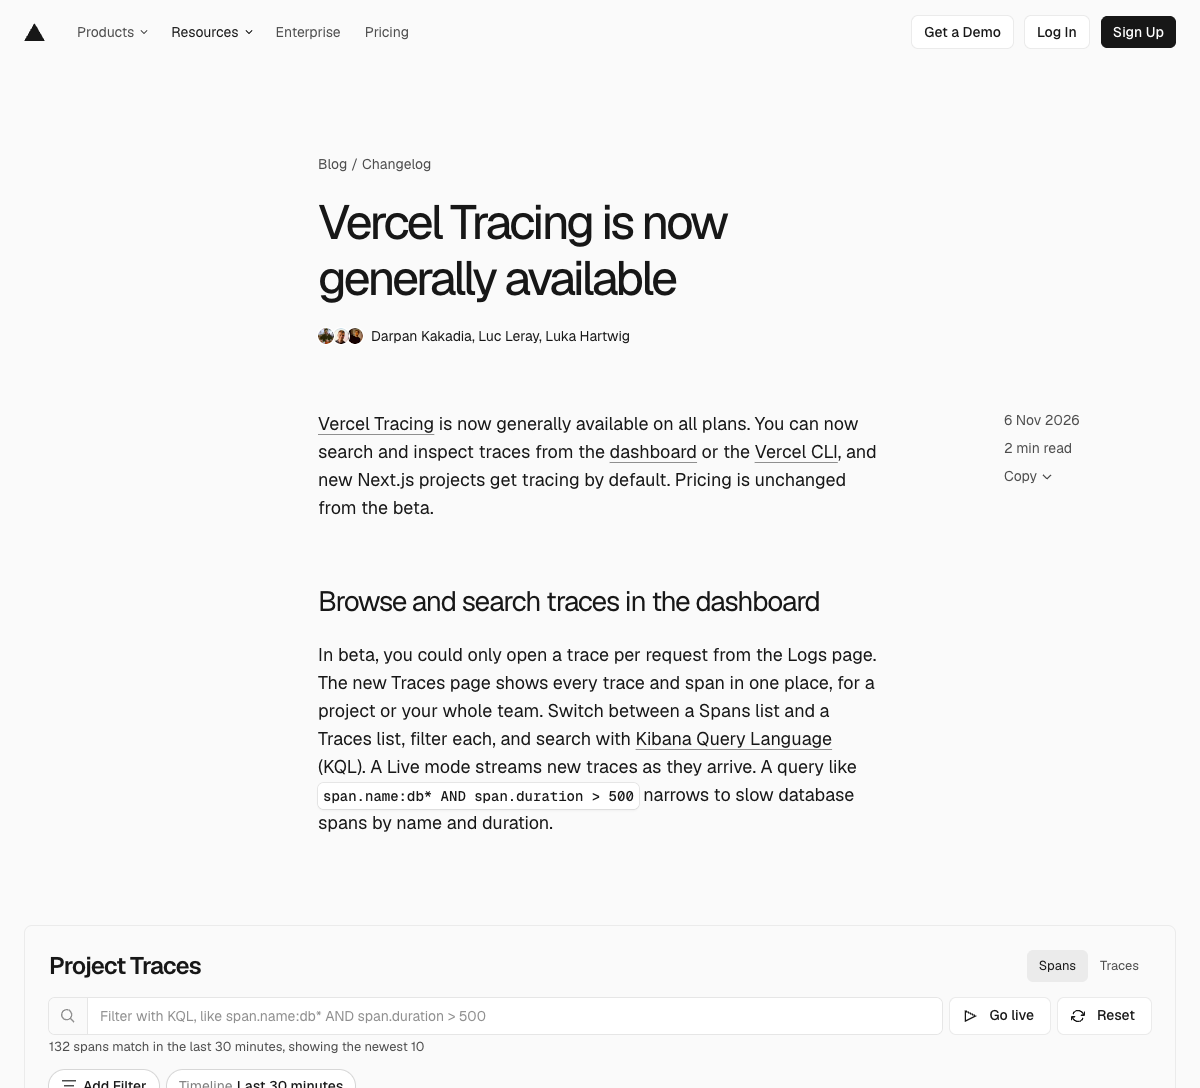 Products Resources Enterprise Pricing Get a Demo Log In Sign Up
Blog / Changelog
Vercel Tracing is now
generally available
Darpan Kakadia, Luc Leray, Luka Hartwig
Vercel Tracing is now generally available on all plans. You can now
search and inspect traces from the dashboard or the Vercel CLI, and
new Next.js projects get tracing by default. Pricing is unchanged
from the beta.
6 Nov 2026
2 min read
Copy
Browse and search traces in the dashboard
In beta, you could only open a trace per request from the Logs page.
The new Traces page shows every trace and span in one place, for a
project or your whole team. Switch between a Spans list and a
Traces list, filter each, and search with Kibana Query Language
(KQL). A Live mode streams new traces as they arrive. A query like
span.name:db* AND span.duration > 500 narrows to slow database
spans by name and duration.
Project Traces Spans Traces
Filter with KQL, like span.name:db* AND span.duration > 500 Go live Reset
132 spans match in the last 30 minutes, showing the newest 10
Add Filter Timeline Last 30 minutes